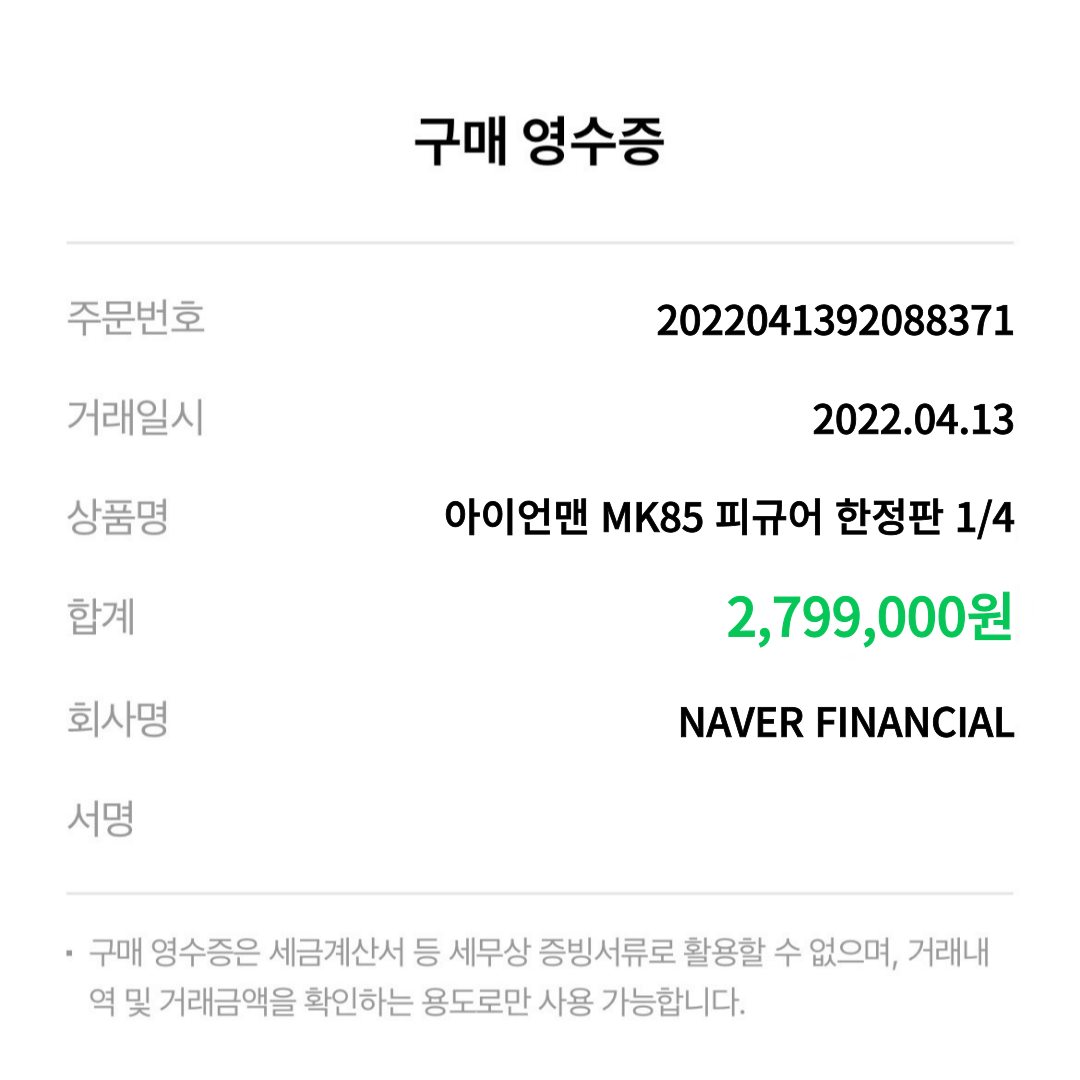 구매 영수증
주문번호 2022041392088371
거래일시 2022.04.13
상품명 아이언맨 MK85 피규어 한정판 1/4
합계 2,799,000원
회사명 NAVER FINANCIAL
서명
· 구매 영수증은 세금계산서 등 세무상 증빙서류로 활용할 수 없으며, 거래내
역 및 거래금액을 확인하는 용도로만 사용 가능합니다.